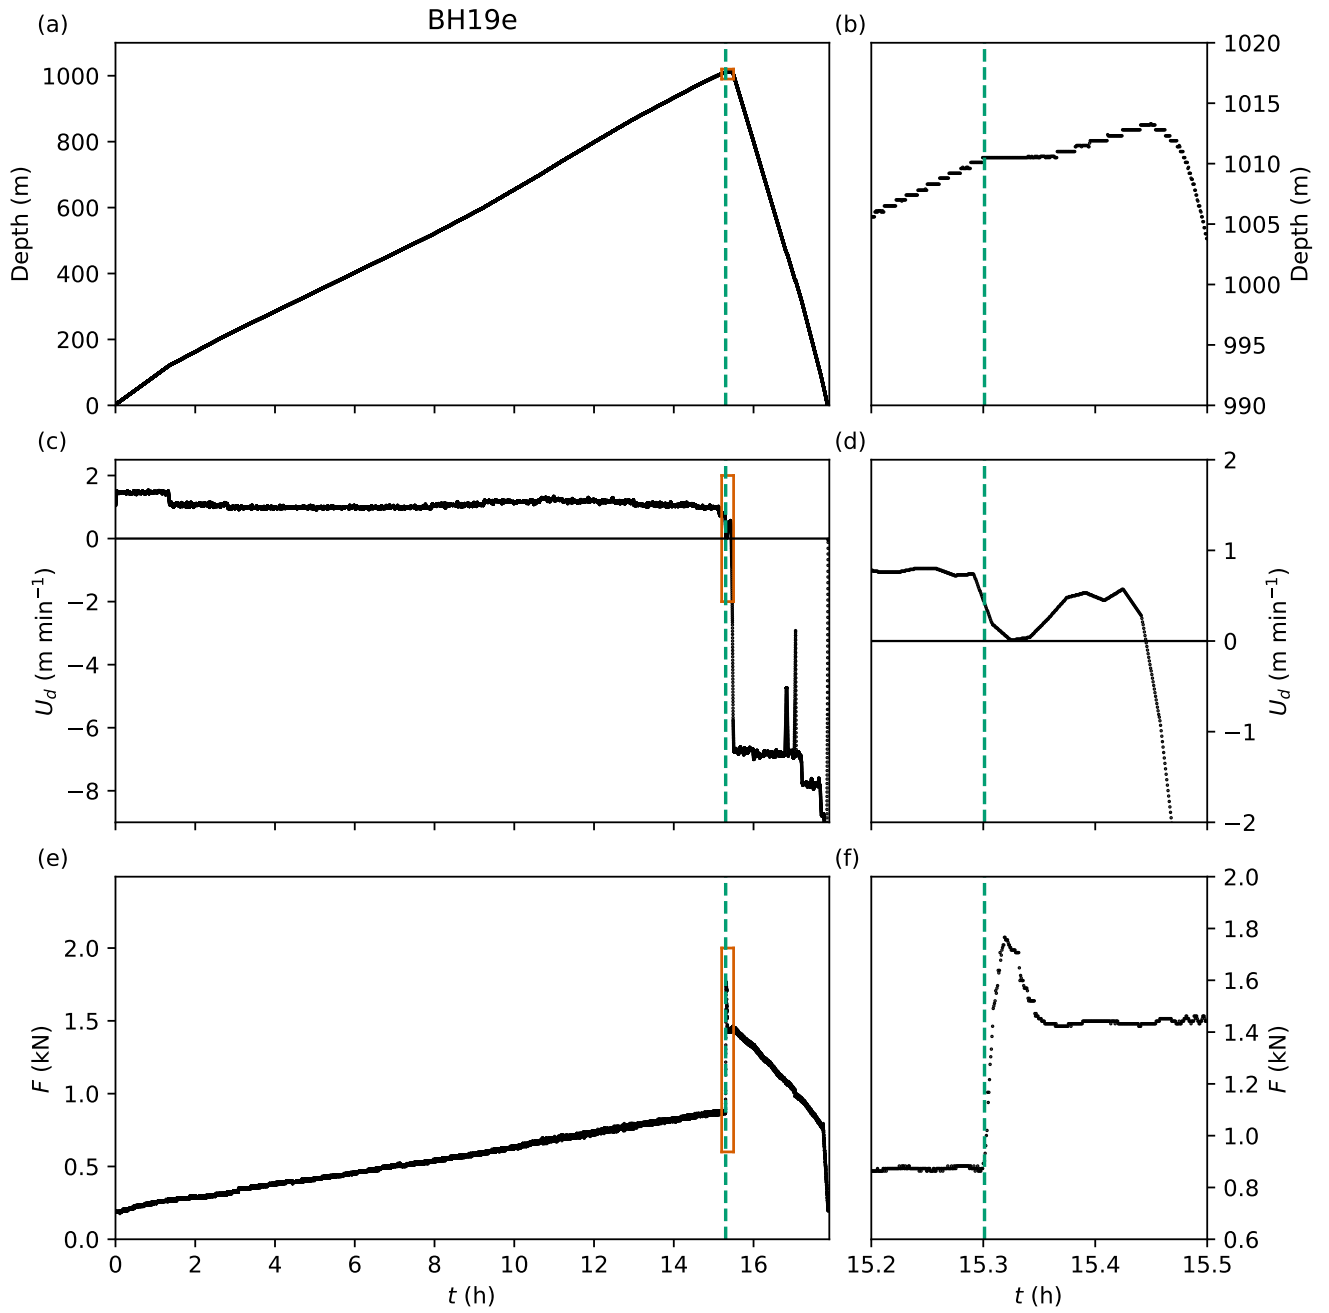 BH19e
(a)
Depth (m)
1000
800
600
400
200
0
(b)
1020
1015
1010
1005
1000
995
990
Depth (m)
(c)
U_d (m min⁻¹)
2
0
−2
−4
−6
−8
(d)
2
1
0
−1
−2
U_d (m min⁻¹)
(e)
F (kN)
2.0
1.5
1.0
0.5
0.0
0 2 4 6 8 10 12 14 16
t (h)
(f)
2.0
1.8
1.6
1.4
1.2
1.0
0.8
0.6
F (kN)
15.2 15.3 15.4 15.5
t (h)